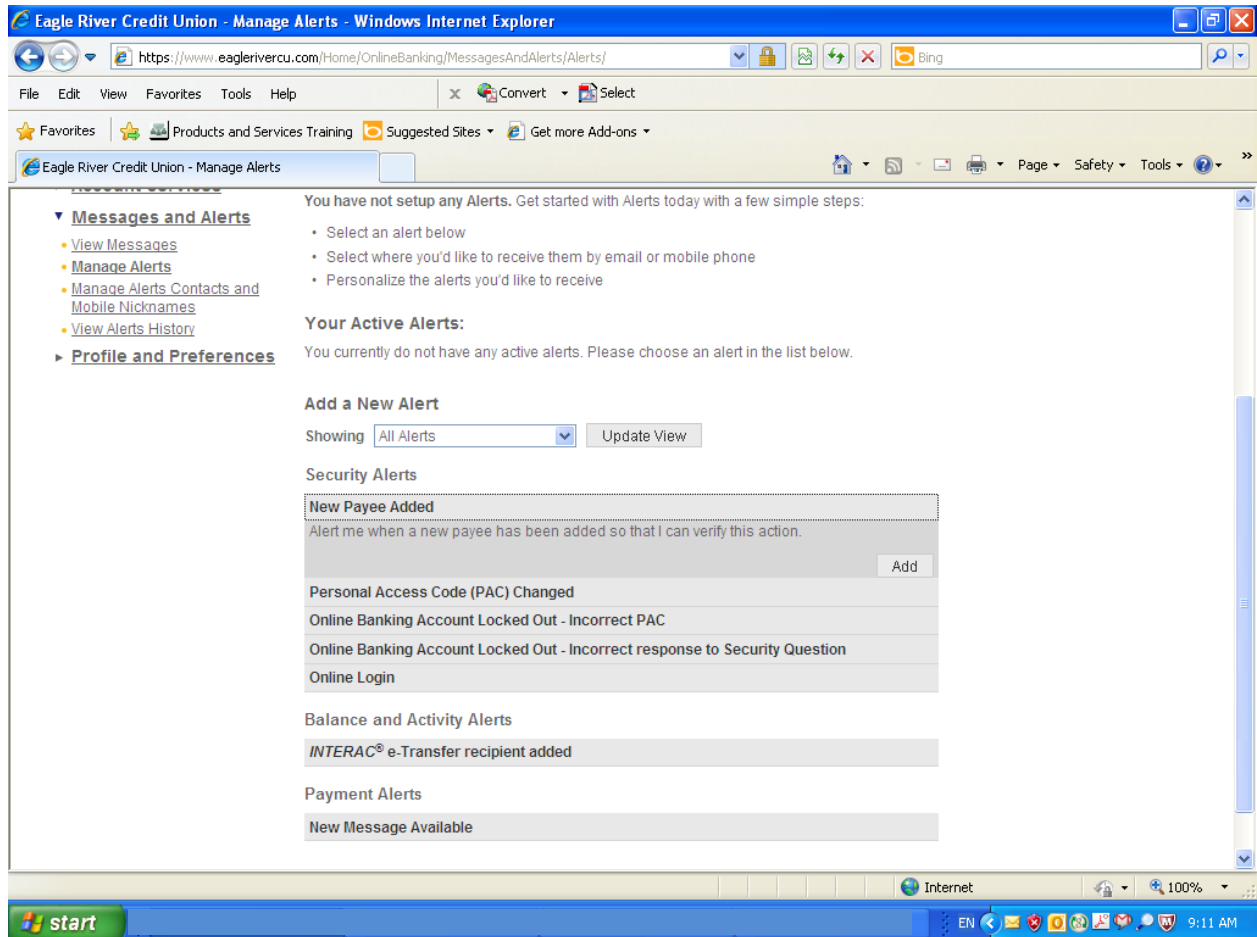 Eagle River Credit Union - Manage Alerts - Windows Internet Explorer
https://www.eaglerivercu.com/Home/OnlineBanking/MessagesAndAlerts/Alerts/
Bing
File Edit View Favorites Tools Help
x Convert Select
Favorites Products and Services Training Suggested Sites Get more Add-ons
Eagle River Credit Union - Manage Alerts
Page Safety Tools »
Account Services
Messages and Alerts
View Messages
Manage Alerts
Manage Alerts Contacts and
Mobile Nicknames
View Alerts History
Profile and Preferences
You have not setup any Alerts. Get started with Alerts today with a few simple steps:
• Select an alert below
• Select where you'd like to receive them by email or mobile phone
• Personalize the alerts you'd like to receive
Your Active Alerts:
You currently do not have any active alerts. Please choose an alert in the list below.
Add a New Alert
Showing All Alerts Update View
Security Alerts
New Payee Added
Alert me when a new payee has been added so that I can verify this action.
Add
Personal Access Code (PAC) Changed
Online Banking Account Locked Out - Incorrect PAC
Online Banking Account Locked Out - Incorrect response to Security Question
Online Login
Balance and Activity Alerts
INTERAC® e-Transfer recipient added
Payment Alerts
New Message Available
Internet 100%
start EN 9:11 AM